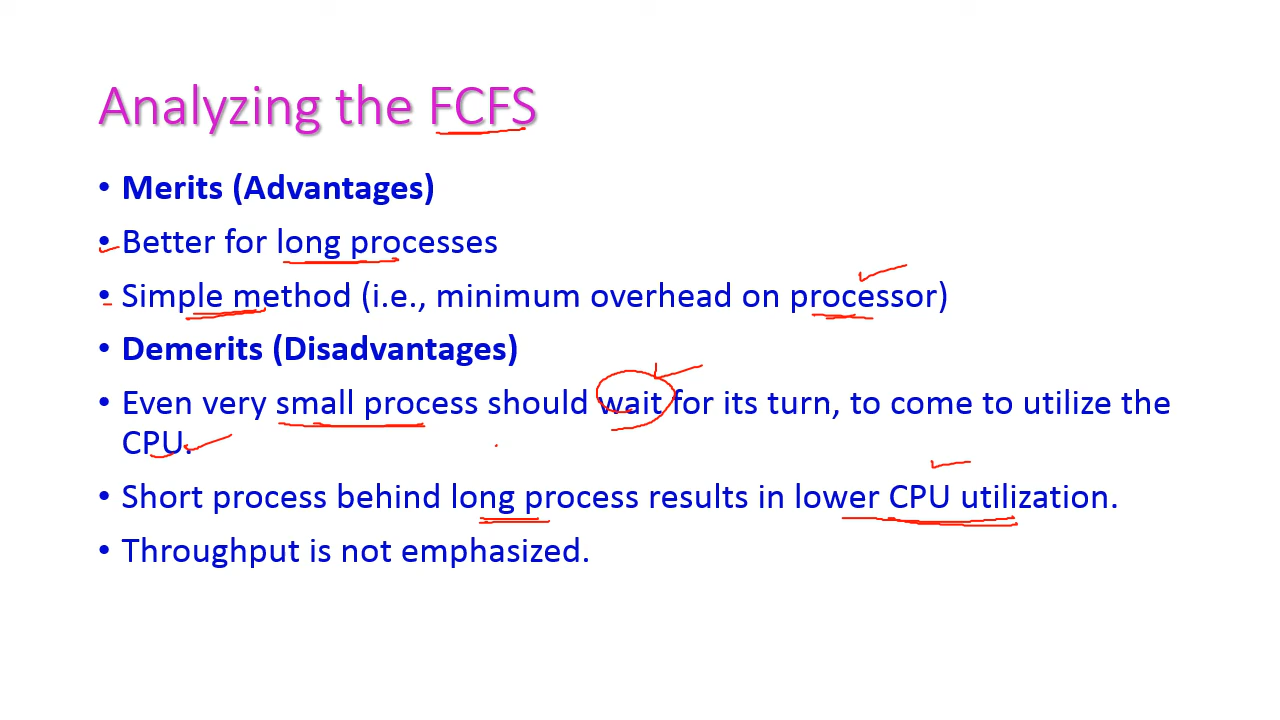 Analyzing the FCFS
• Merits (Advantages)
• Better for long processes
• Simple method (i.e., minimum overhead on processor)
• Demerits (Disadvantages)
• Even very small process should wait for its turn, to come to utilize the
CPU.
• Short process behind long process results in lower CPU utilization.
• Throughput is not emphasized.